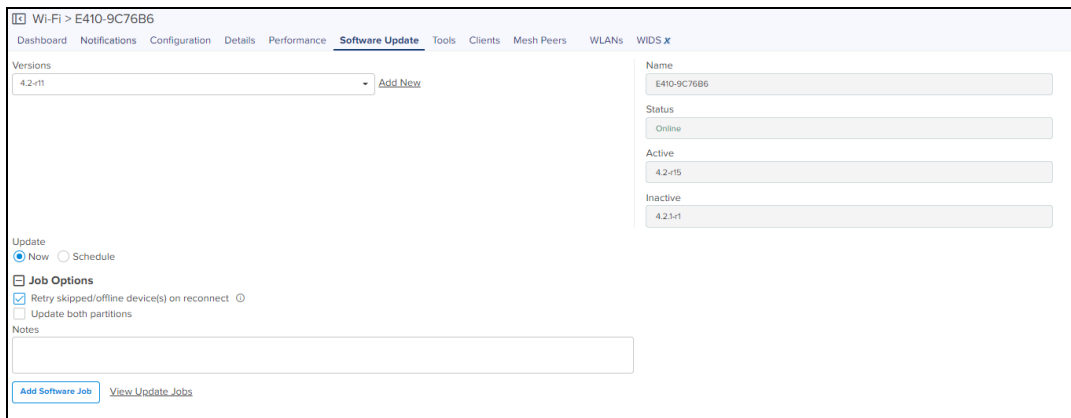 Wi-Fi > E410-9C76B6
Dashboard Notifications Configuration Details Performance Software Update Tools Clients Mesh Peers WLANs WIDS X
Versions
4.2-r11 Add New
Name
E410-9C76B6
Status
Online
Active
4.2-r15
Inactive
4.2.1-r1
Update
Now Schedule
Job Options
Retry skipped/offline device(s) on reconnect
Update both partitions
Notes
Add Software Job View Update Jobs